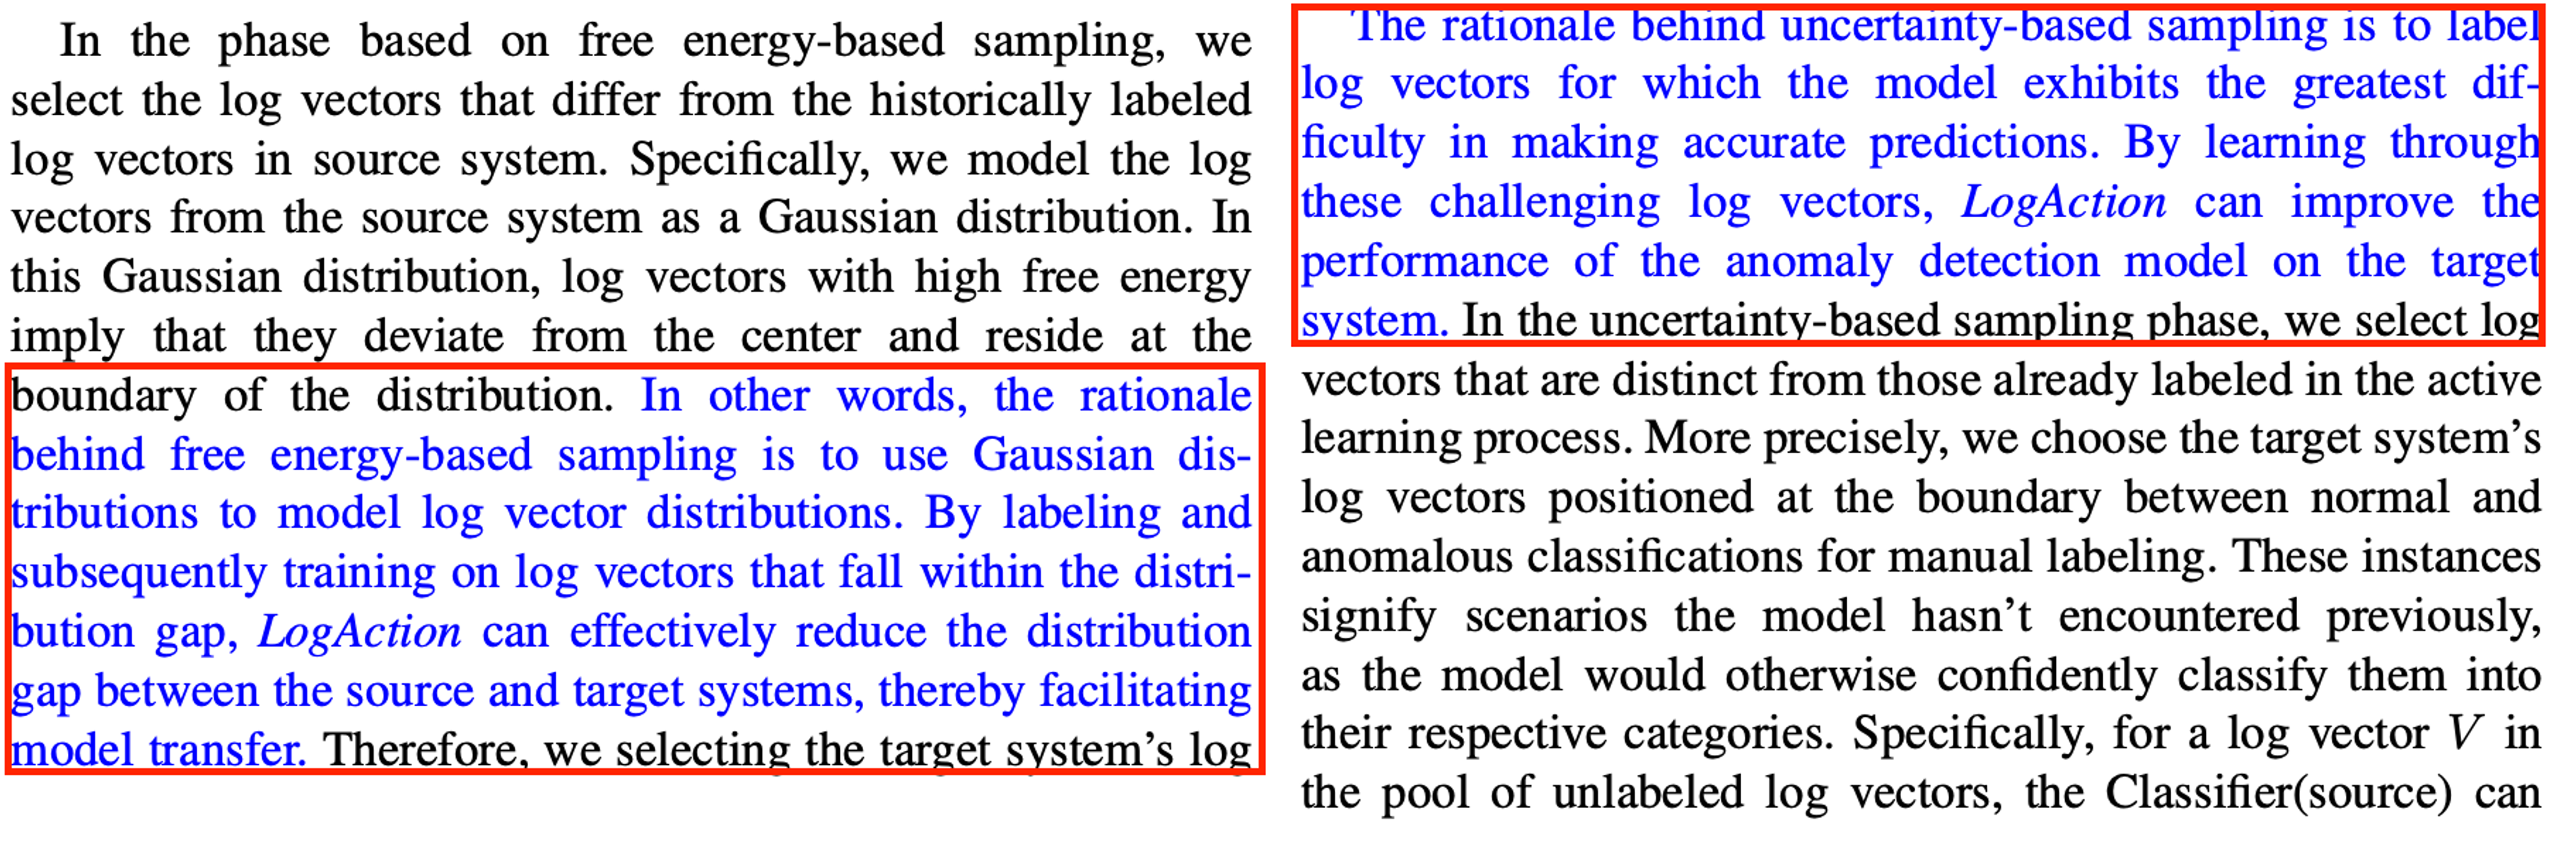 In the phase based on free energy-based sampling, we
select the log vectors that differ from the historically labeled
log vectors in source system. Specifically, we model the log
vectors from the source system as a Gaussian distribution. In
this Gaussian distribution, log vectors with high free energy
imply that they deviate from the center and reside at the
boundary of the distribution. In other words, the rationale
behind free energy-based sampling is to use Gaussian dis-
tributions to model log vector distributions. By labeling and
subsequently training on log vectors that fall within the distri-
bution gap, LogAction can effectively reduce the distribution
gap between the source and target systems, thereby facilitating
model transfer. Therefore, we selecting the target system's log
The rationale behind uncertainty-based sampling is to label
log vectors for which the model exhibits the greatest dif-
ficulty in making accurate predictions. By learning through
these challenging log vectors, LogAction can improve the
performance of the anomaly detection model on the target
system. In the uncertainty-based sampling phase, we select log
vectors that are distinct from those already labeled in the active
learning process. More precisely, we choose the target system's
log vectors positioned at the boundary between normal and
anomalous classifications for manual labeling. These instances
signify scenarios the model hasn't encountered previously,
as the model would otherwise confidently classify them into
their respective categories. Specifically, for a log vector V in
the pool of unlabeled log vectors, the Classifier(source) can